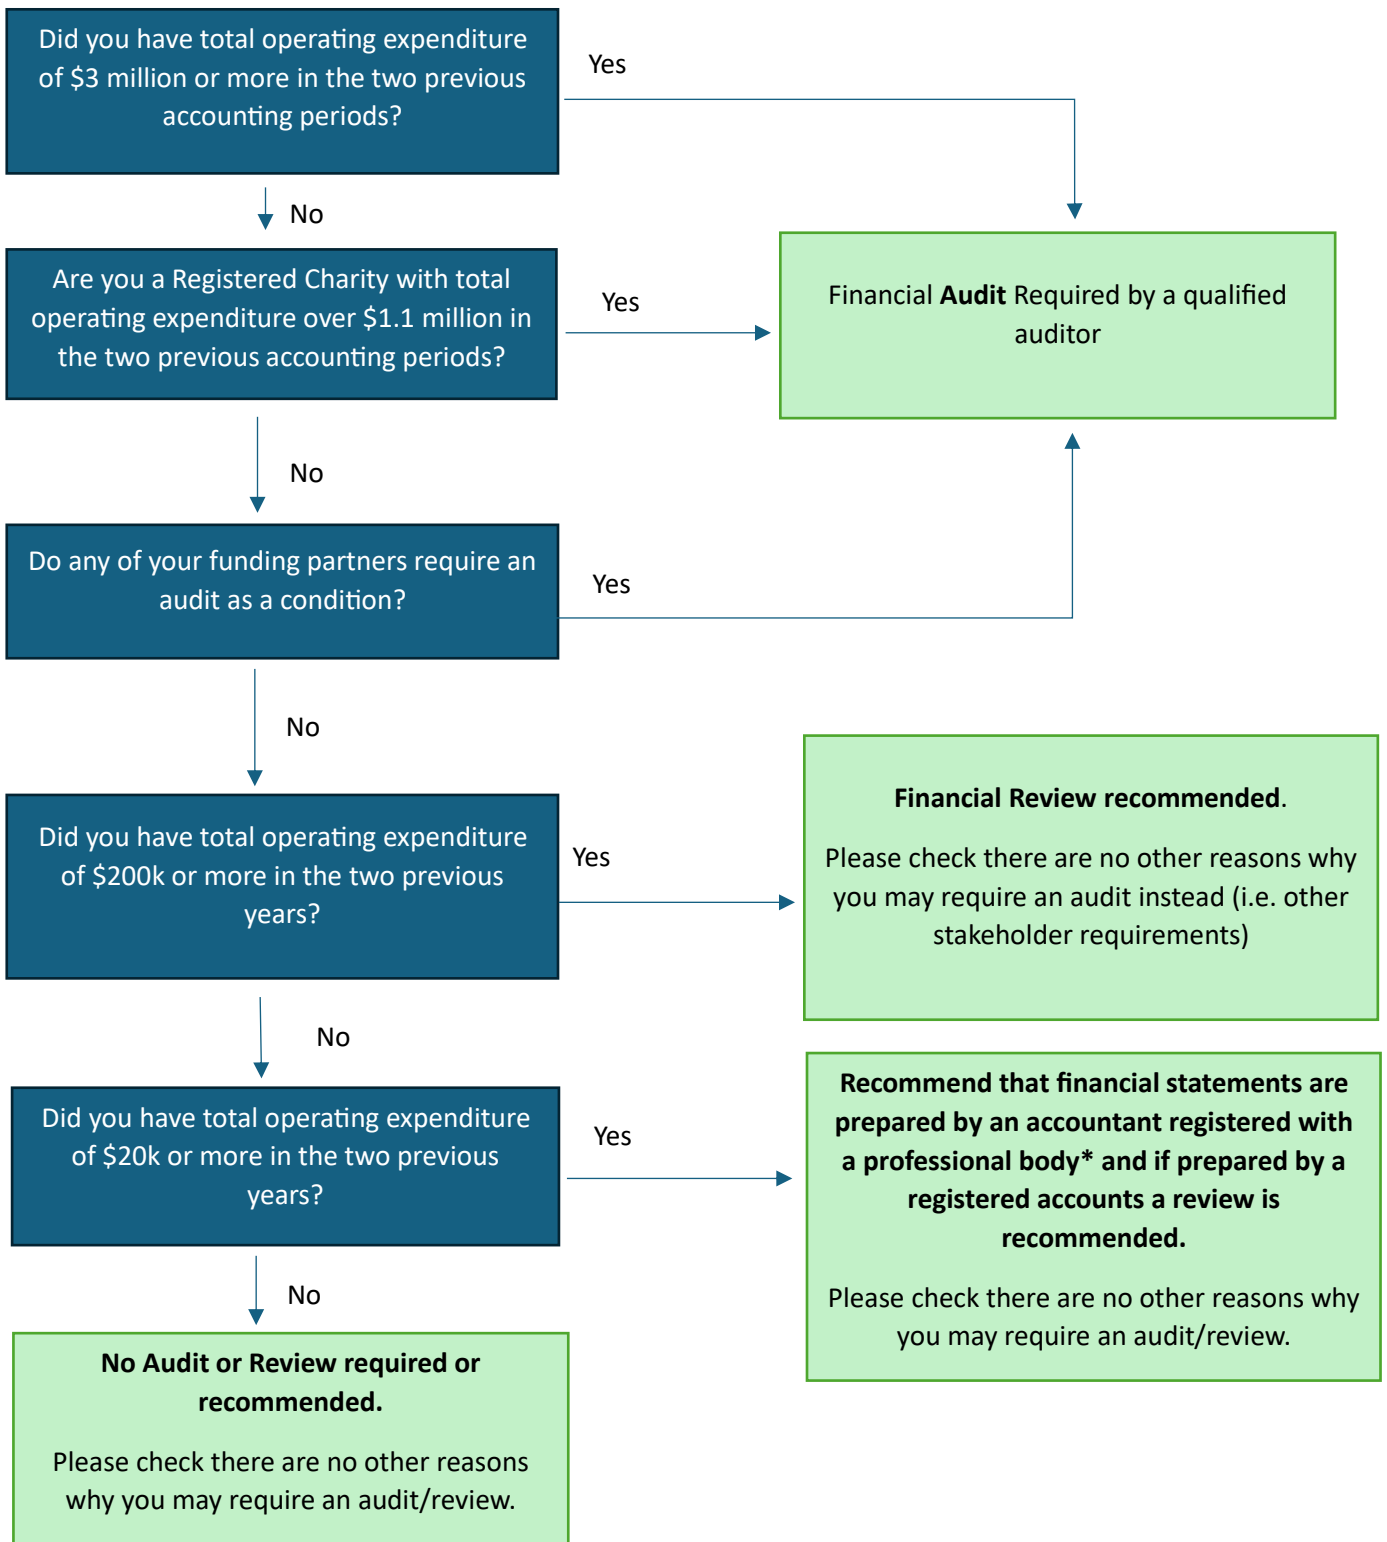 Did you have total operating expenditure
of $3 million or more in the two previous
accounting periods?
Yes
No
Are you a Registered Charity with total
operating expenditure over $1.1 million in
the two previous accounting periods?
Yes
Financial Audit Required by a qualified
auditor
No
Do any of your funding partners require an
audit as a condition?
Yes
No
Did you have total operating expenditure
of $200k or more in the two previous
years?
Yes
Financial Review recommended.
Please check there are no other reasons why
you may require an audit instead (i.e. other
stakeholder requirements)
No
Did you have total operating expenditure
of $20k or more in the two previous
years?
Yes
Recommend that financial statements are
prepared by an accountant registered with
a professional body* and if prepared by a
registered accounts a review is
recommended.
Please check there are no other reasons why
you may require an audit/review.
No
No Audit or Review required or
recommended.
Please check there are no other reasons
why you may require an audit/review.